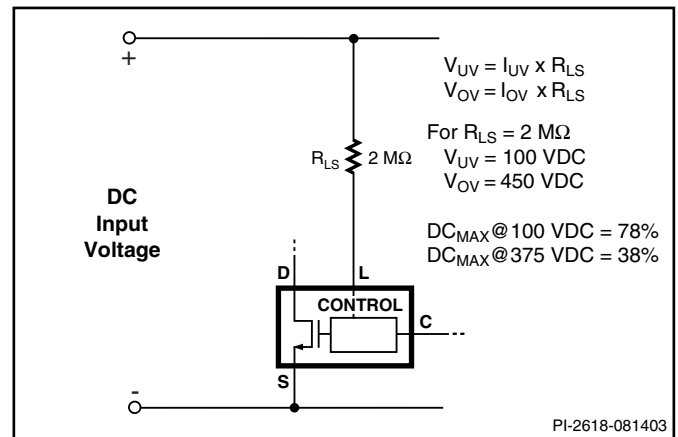 +
V_UV = I_UV x R_LS
V_OV = I_OV x R_LS
For R_LS = 2 MΩ
V_UV = 100 VDC
V_OV = 450 VDC
DC_MAX@100 VDC = 78%
DC_MAX@375 VDC = 38%
R_LS 2 MΩ
DC
Input
Voltage
D L
CONTROL
C
S
-
PI-2618-081403